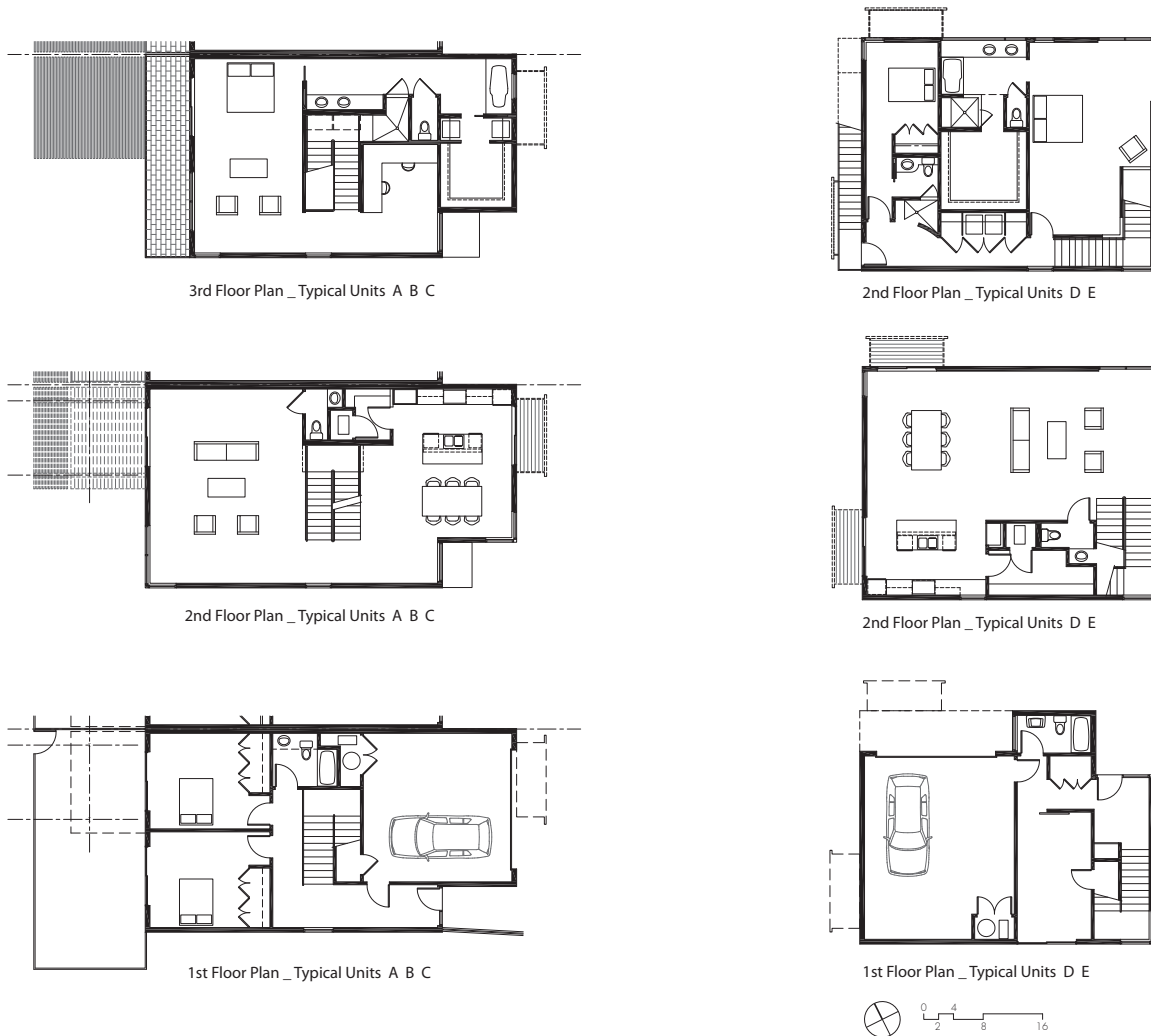 3rd Floor Plan _ Typical Units A B C
2nd Floor Plan _ Typical Units D E
2nd Floor Plan _ Typical Units A B C
2nd Floor Plan _ Typical Units D E
1st Floor Plan _ Typical Units A B C
1st Floor Plan _ Typical Units D E
0 4
2 8 16